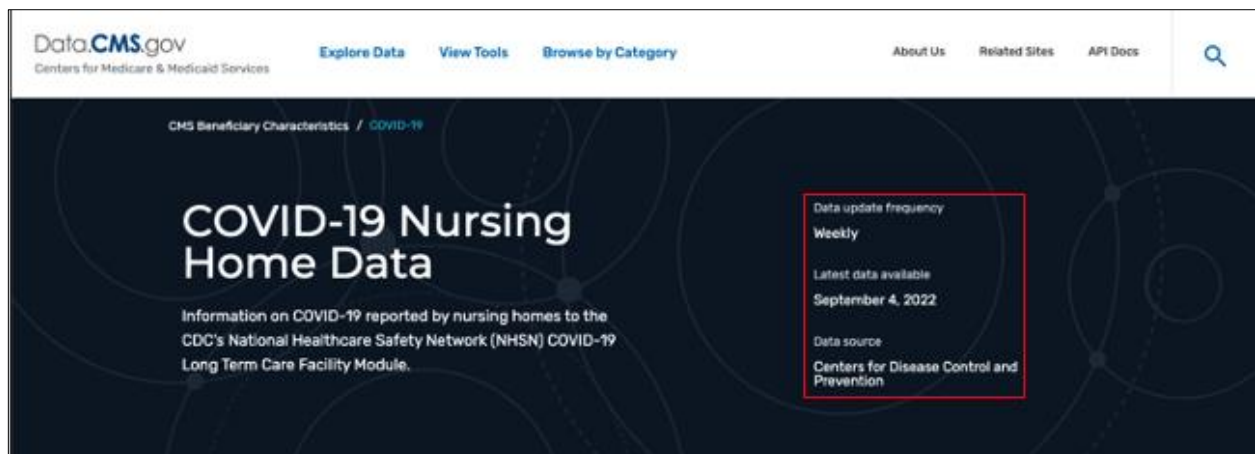 Data.CMS.gov
Centers for Medicare & Medicaid Services
Explore Data
View Tools
Browse by Category
About Us
Related Sites
API Docs
CMS Beneficiary Characteristics / COVID-19
COVID-19 Nursing
Home Data
Information on COVID-19 reported by nursing homes to the
CDC's National Healthcare Safety Network (NHSN) COVID-19
Long Term Care Facility Module.
Data update frequency
Weekly
Latest data available
September 4, 2022
Data source
Centers for Disease Control and
Prevention